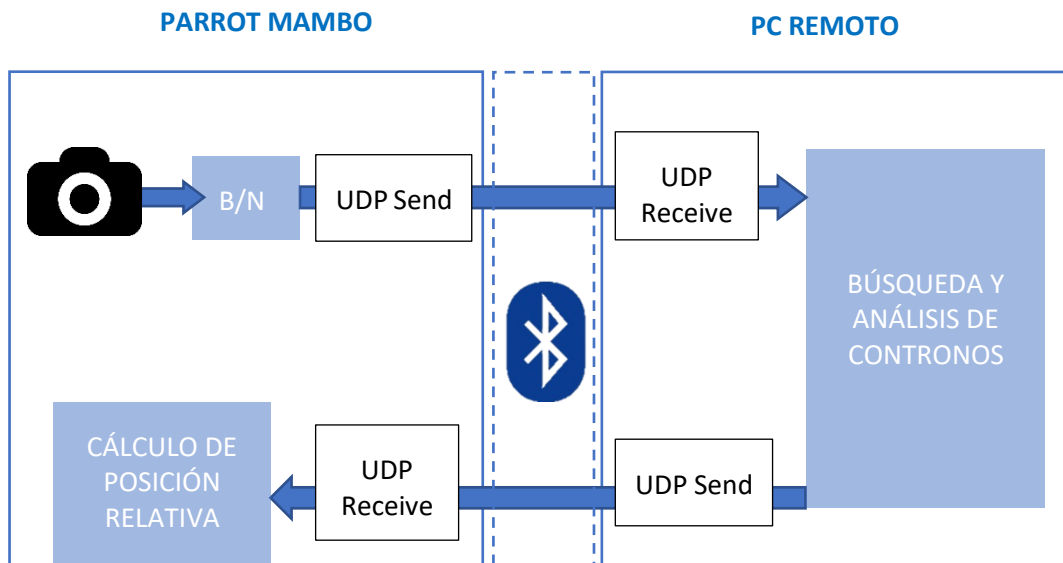 PARROT MAMBO
PC REMOTO
B/N
UDP Send
UDP
Receive
BÚSQUEDA Y
ANÁLISIS DE
CONTRONOS
CÁLCULO DE
POSICIÓN
RELATIVA
UDP
Receive
UDP Send